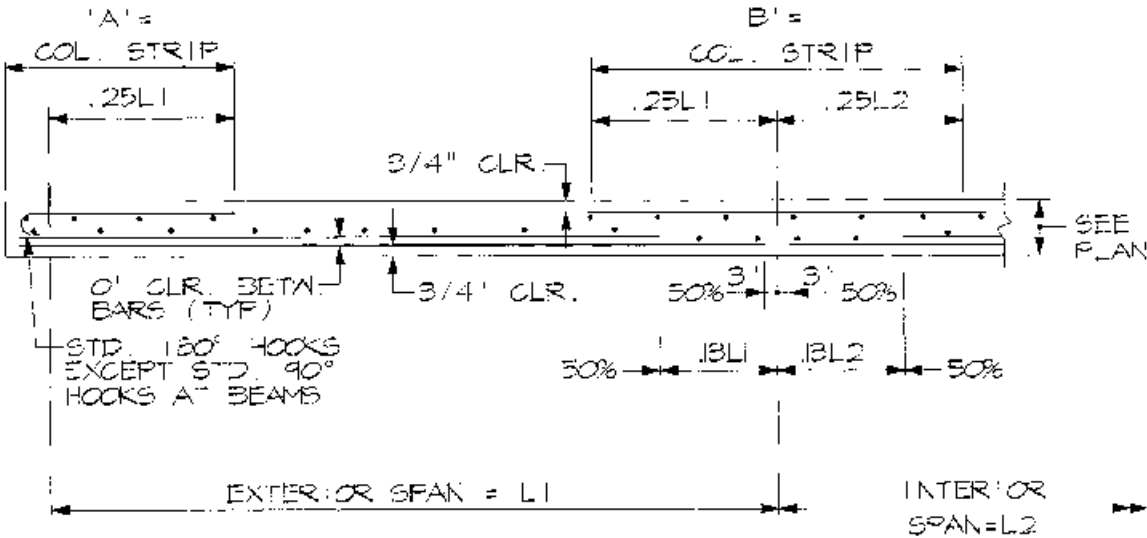 'A' =
COL. STRIP
.25L1
B' =
COL. STRIP
.25L1
.25L2
3/4" CLR.
SEE
PLAN
0" CLR. BETW.
BARS (TYP)
3/4" CLR.
50%
3"
3"
50%
STD. 180° HOOKS
EXCEPT STD. 90°
HOOKS AT BEAMS
50%
.13L1
.13L2
50%
EXTERIOR SPAN = L1
INTERIOR
SPAN=L2